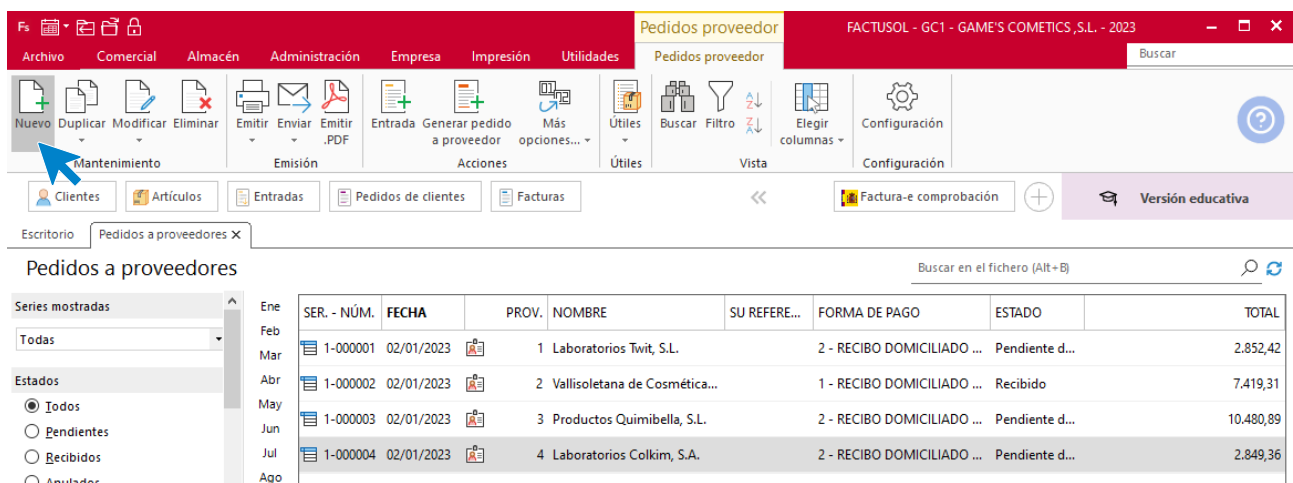 Fs
Pedidos proveedor
FACTUSOL - GC1 - GAME'S COMETICS ,S.L. - 2023
Archivo Comercial Almacén Administración Empresa Impresión Utilidades Pedidos proveedor Buscar
Nuevo Duplicar Modificar Eliminar Emitir Enviar Emitir .PDF Entrada Generar pedido a proveedor Más opciones... Útiles Buscar Filtro Elegir columnas Configuración
Mantenimiento Emisión Acciones Útiles Vista Configuración
Clientes Artículos Entradas Pedidos de clientes Facturas Factura-e comprobación Versión educativa
Escritorio Pedidos a proveedores X
Pedidos a proveedores Buscar en el fichero (Alt+B)
Series mostradas
Todas
Estados
Todos
Pendientes
Recibidos
Anulados
Ene
Feb
Mar
Abr
May
Jun
Jul
Ago
SER. - NÚM. FECHA PROV. NOMBRE SU REFERE... FORMA DE PAGO ESTADO TOTAL
1-000001 02/01/2023 1 Laboratorios Twit, S.L. 2 - RECIBO DOMICILIADO ... Pendiente d... 2.852,42
1-000002 02/01/2023 2 Vallisoletana de Cosmética... 1 - RECIBO DOMICILIADO ... Recibido 7.419,31
1-000003 02/01/2023 3 Productos Quimibella, S.L. 2 - RECIBO DOMICILIADO ... Pendiente d... 10.480,89
1-000004 02/01/2023 4 Laboratorios Colkim, S.A. 2 - RECIBO DOMICILIADO ... Pendiente d... 2.849,36